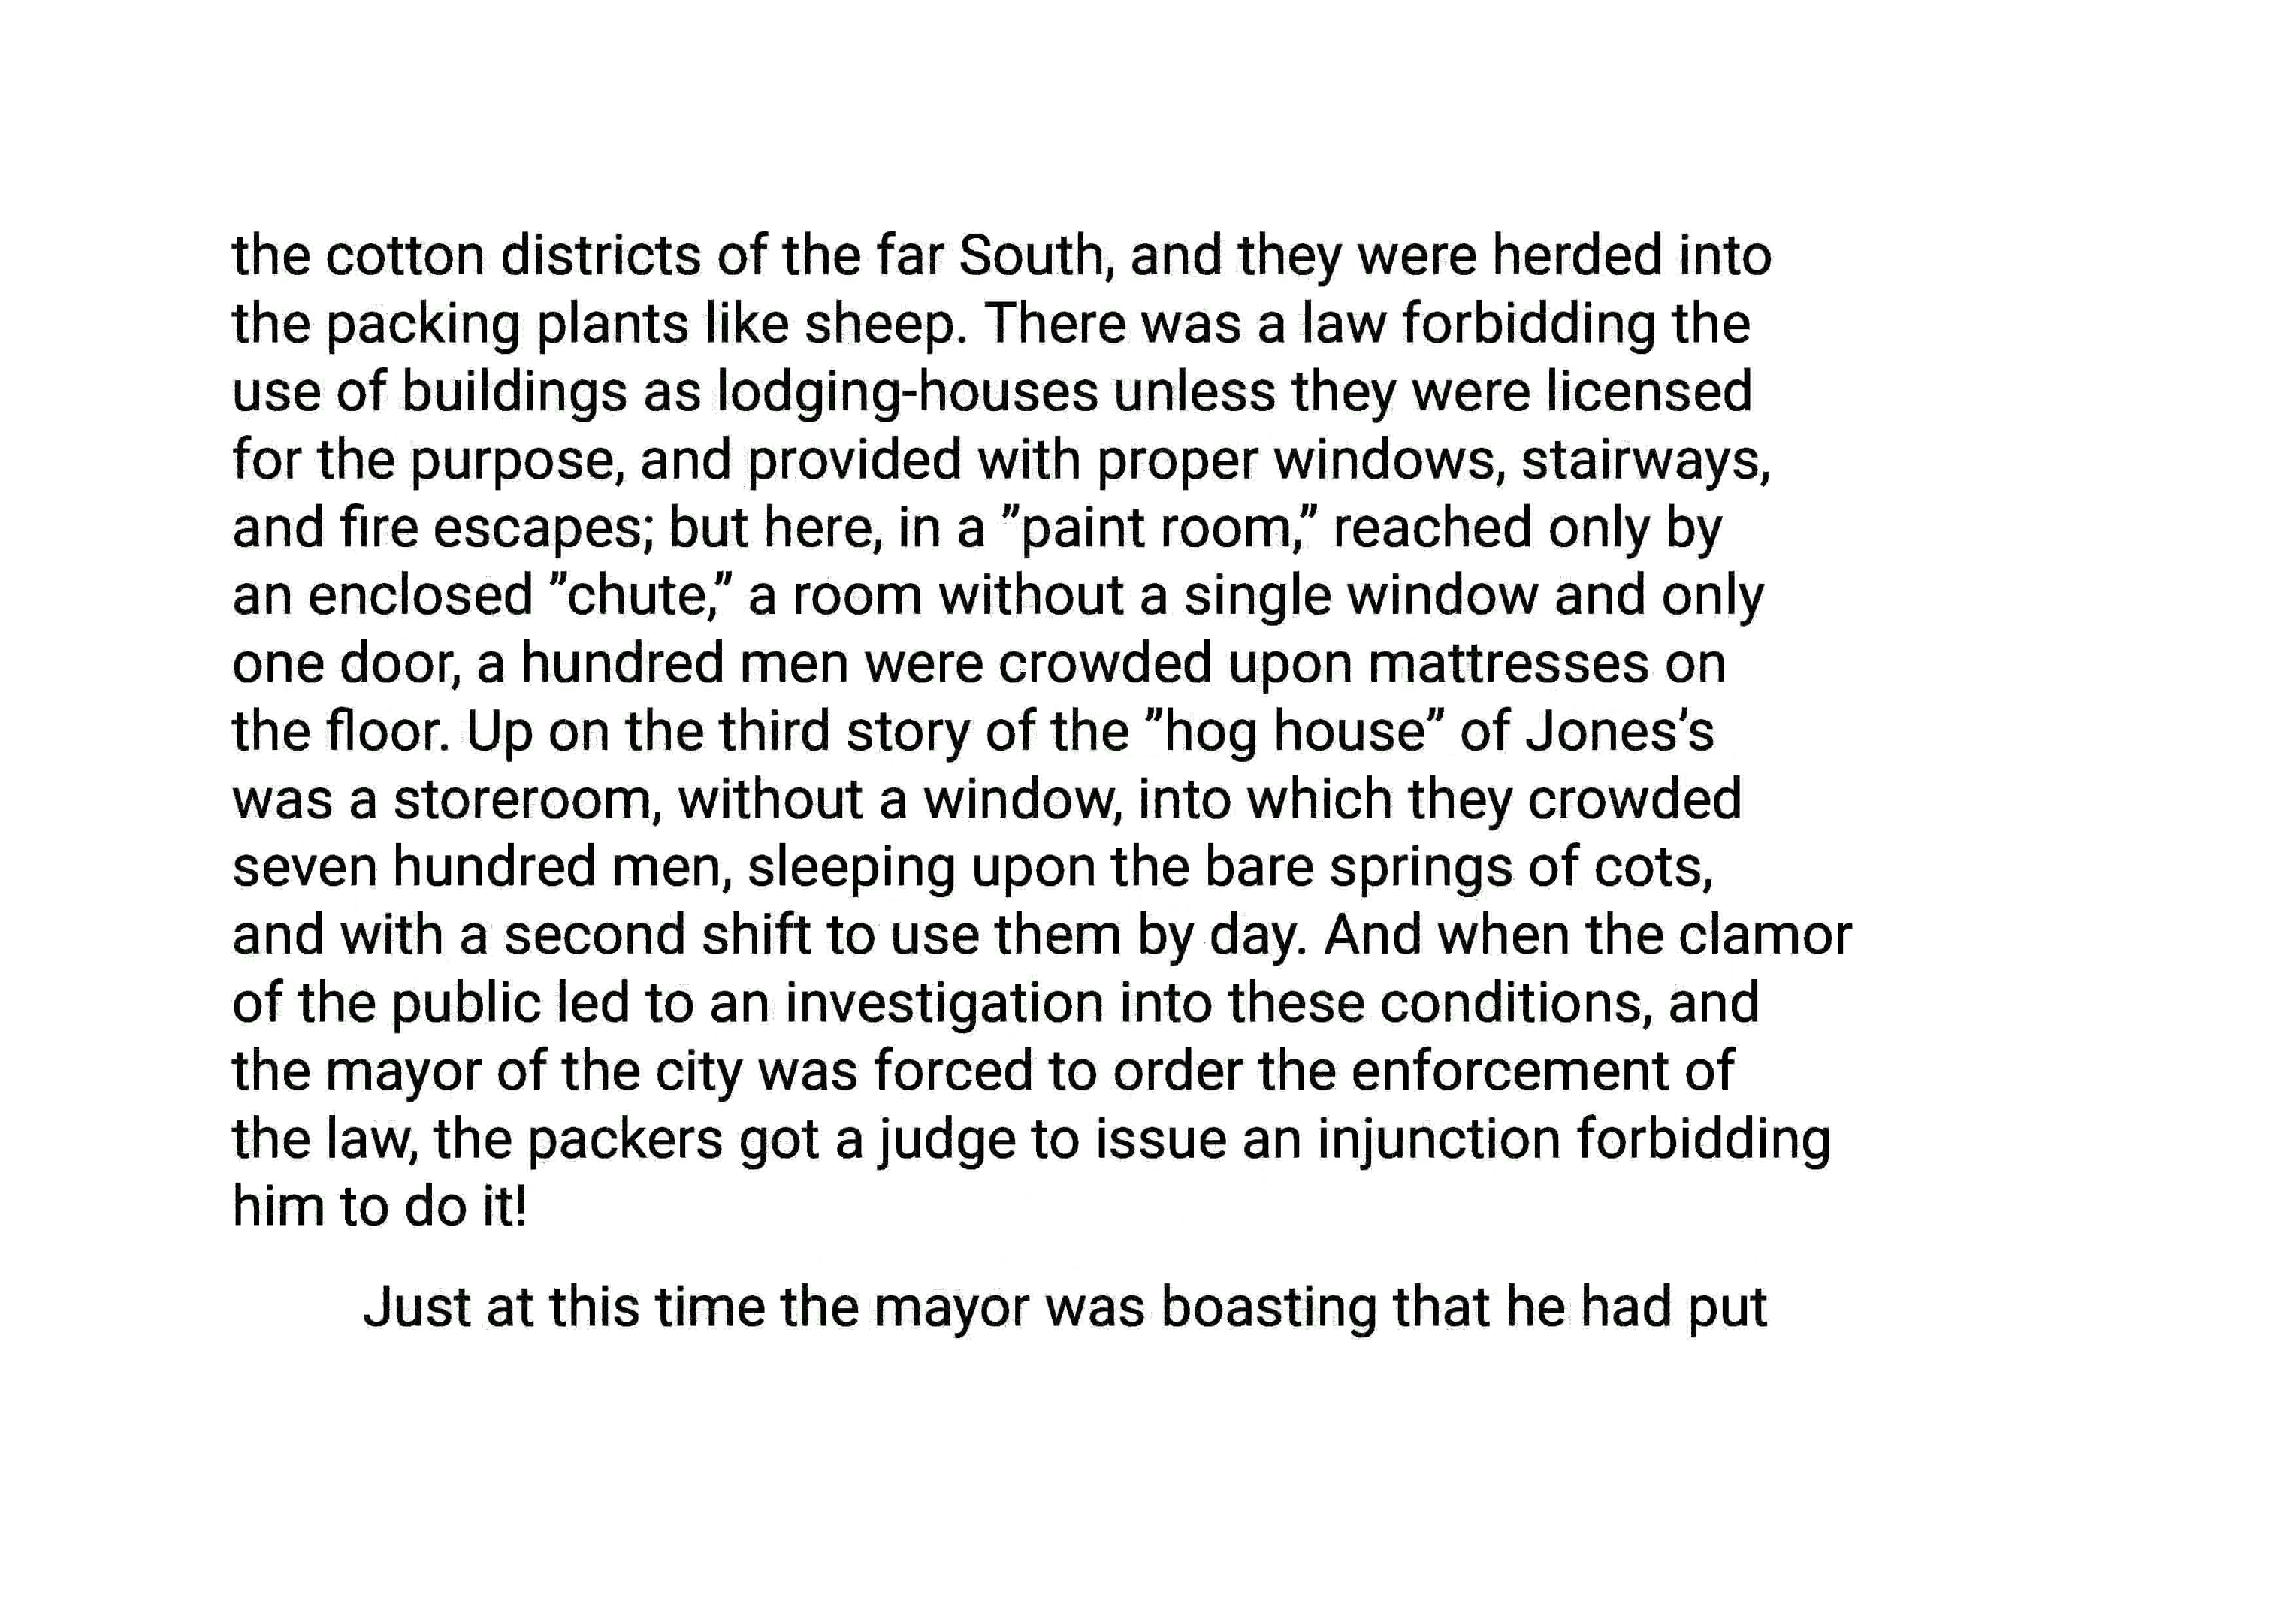 the cotton districts of the far South, and they were herded into
the packing plants like sheep. There was a law forbidding the
use of buildings as lodging-houses unless they were licensed
for the purpose, and provided with proper windows, stairways,
and fire escapes; but here, in a ”paint room,” reached only by
an enclosed ”chute,” a room without a single window and only
one door, a hundred men were crowded upon mattresses on
the floor. Up on the third story of the ”hog house” of Jones’s
was a storeroom, without a window, into which they crowded
seven hundred men, sleeping upon the bare springs of cots,
and with a second shift to use them by day. And when the clamor
of the public led to an investigation into these conditions, and
the mayor of the city was forced to order the enforcement of
the law, the packers got a judge to issue an injunction forbidding
him to do it!
Just at this time the mayor was boasting that he had put